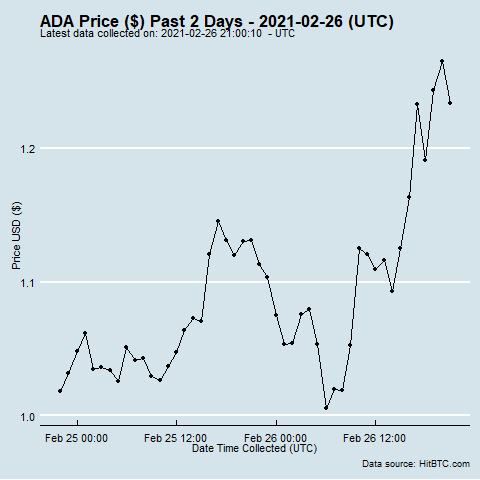 ADA Price ($) Past 2 Days - 2021-02-26 (UTC)
Latest data collected on: 2021-02-26 21:00:10 - UTC
Price USD ($)
1.2
1.1
1.0
Feb 25 00:00 Feb 25 12:00 Feb 26 00:00 Feb 26 12:00
Date Time Collected (UTC)
Data source: HitBTC.com